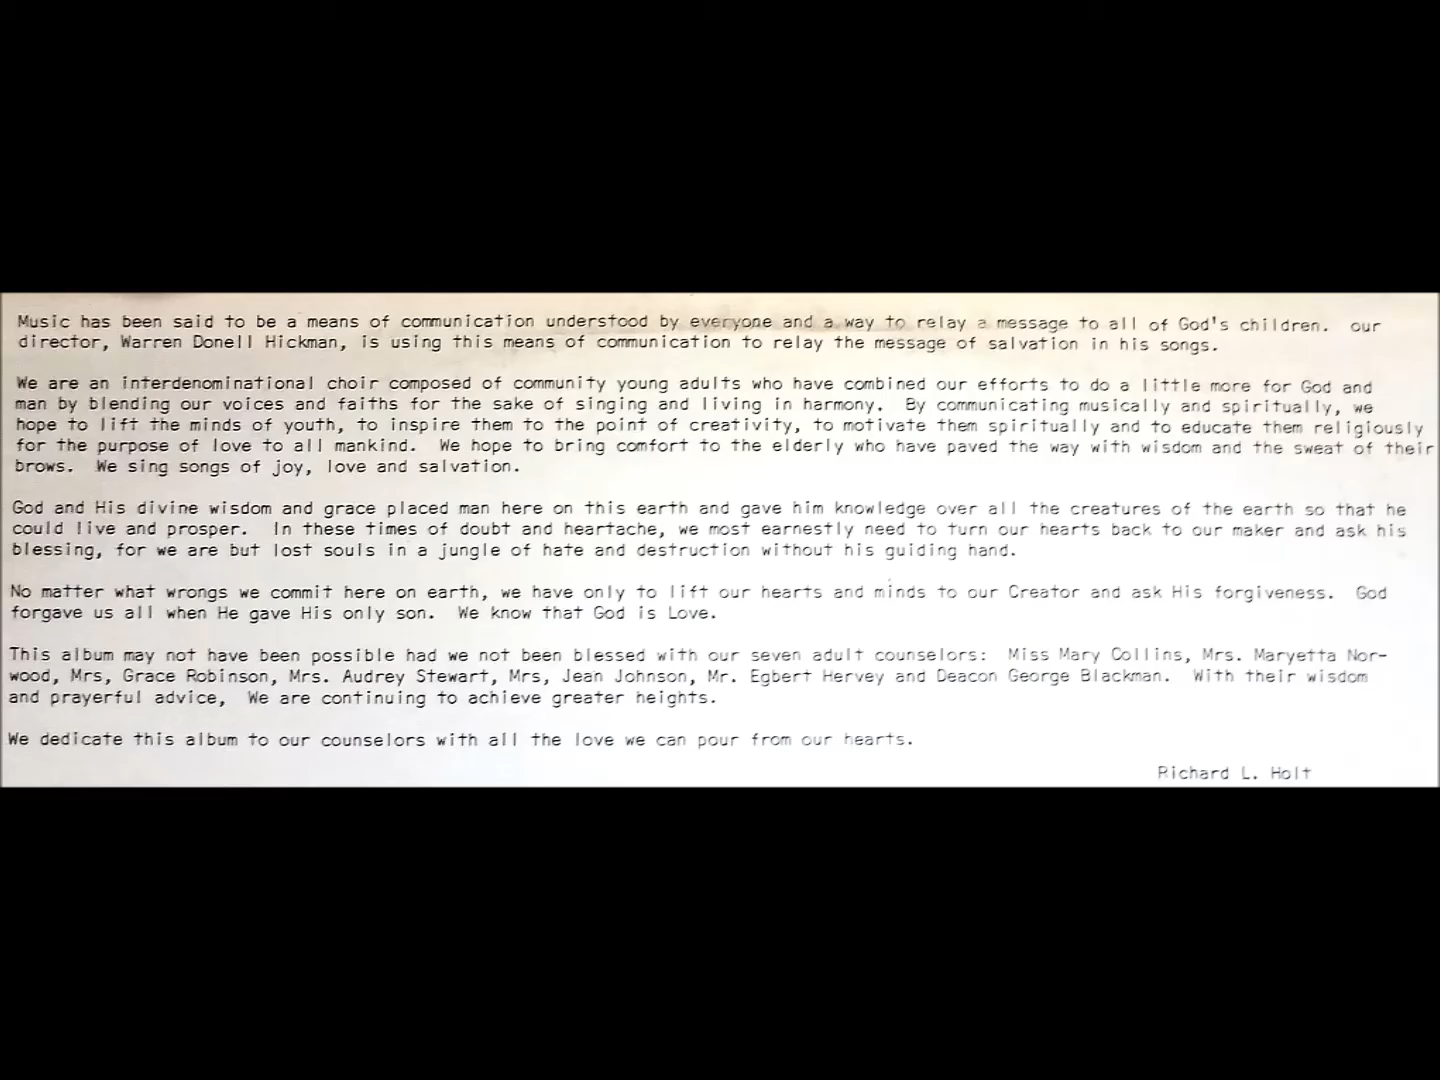 Music has been said to be a means of communication understood by everyone and a way to relay a message to all of God's children.  our
director, Warren Donell Hickman, is using this means of communication to relay the message of salvation in his songs.
We are an interdenominational choir composed of community young adults who have combined our efforts to do a little more for God and
man by blending our voices and faiths for the sake of singing and living in harmony.  By communicating musically and spiritually, we
hope to lift the minds of youth, to inspire them to the point of creativity, to motivate them spiritually and to educate them religiously
for the purpose of love to all mankind.  We hope to bring comfort to the elderly who have paved the way with wisdom and the sweat of their
brows.  We sing songs of joy, love and salvation.
God and His divine wisdom and grace placed man here on this earth and gave him knowledge over all the creatures of the earth so that he
could live and prosper.  In these times of doubt and heartache, we most earnestly need to turn our hearts back to our maker and ask his
blessing, for we are but lost souls in a jungle of hate and destruction without his guiding hand.
No matter what wrongs we commit here on earth, we have only to lift our hearts and minds to our Creator and ask His forgiveness.  God
forgave us all when He gave His only son.  We know that God is Love.
This album may not have been possible had we not been blessed with our seven adult counselors:  Miss Mary Collins, Mrs. Maryetta Nor-
wood, Mrs, Grace Robinson, Mrs. Audrey Stewart, Mrs, Jean Johnson, Mr. Egbert Hervey and Deacon George Blackman.  With their wisdom
and prayerful advice,  We are continuing to achieve greater heights.
We dedicate this album to our counselors with all the love we can pour from our hearts.
Richard L. Holt